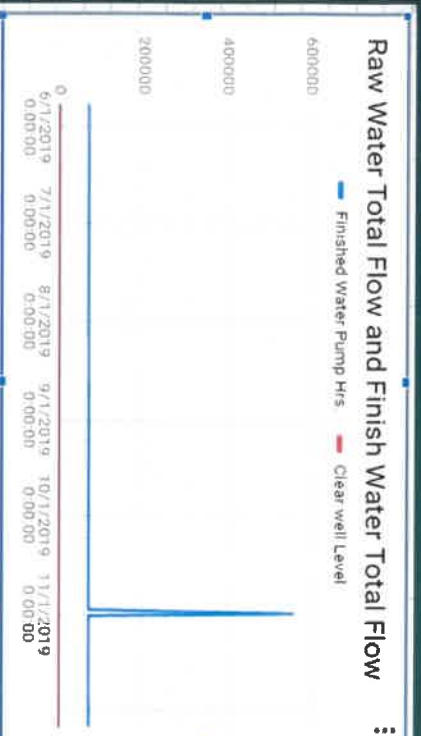 Raw Water Total Flow and Finish Water Total Flow
Finished Water Pump Hrs. Clear well Level
600000
400000
200000
0
6/1/2019 7/1/2019 8/1/2019 9/1/2019 10/1/2019 11/1/2019
0:00:00 0:00:00 0:00:00 0:00:00 0:00:00 0:00:00